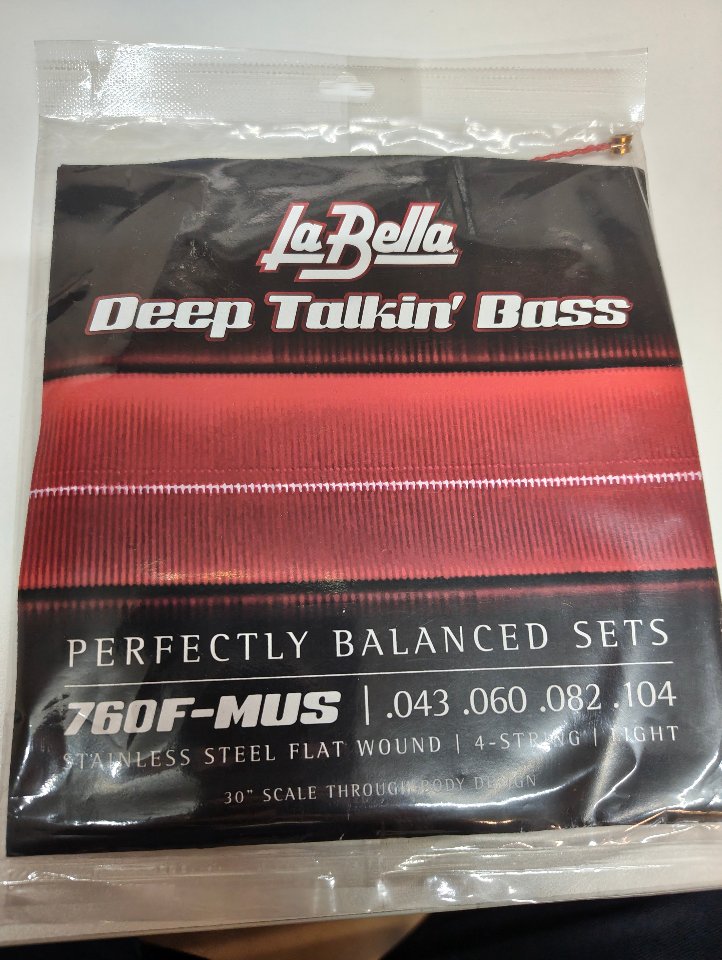 La Bella
Deep Talkin' Bass
PERFECTLY BALANCED SETS
760F-MUS | .043 .060 .082 .104
STAINLESS STEEL FLAT WOUND | 4-STRING | LIGHT
30" SCALE THROUGH BODY DESIGN